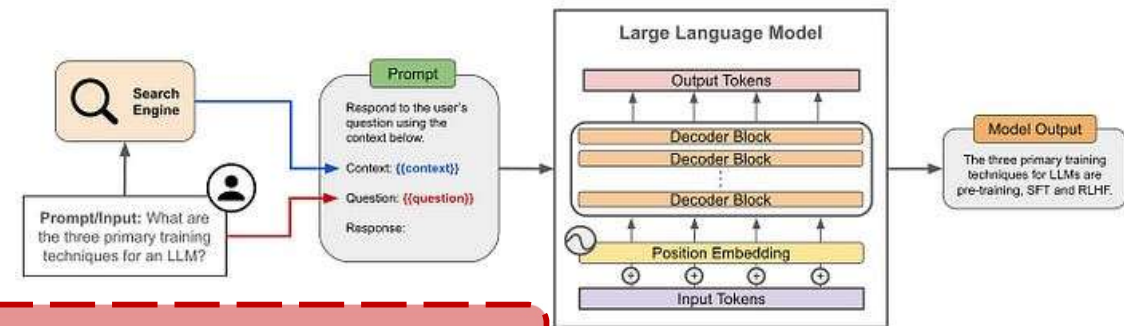 Search
Engine
Prompt/Input: What are
the three primary training
techniques for an LLM?
Prompt
Respond to the user's
question using the
context below.
Context: {{context}}
Question: {{question}}
Response:
Large Language Model
Output Tokens
Decoder Block
Decoder Block
Decoder Block
Position Embedding
Input Tokens
Model Output
The three primary training
techniques for LLMs are
pre-training, SFT and RLHF.